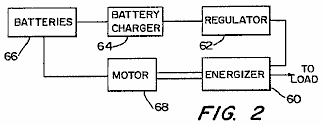 BATTERIES
BATTERY
CHARGER
REGULATOR
66
64
62
MOTOR
ENERGIZER
TO
LOAD
68
60
FIG. 2